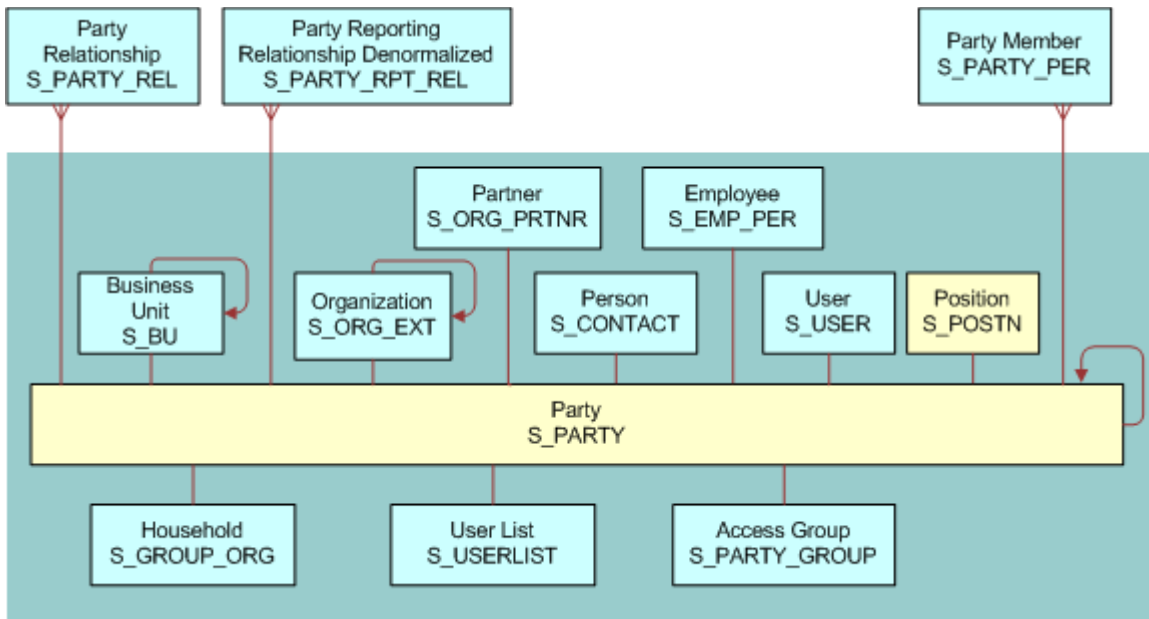 Party
Relationship
S_PARTY_REL
Party Reporting
Relationship Denormalized
S_PARTY_RPT_REL
Party Member
S_PARTY_PER
Partner
S_ORG_PRTNR
Employee
S_EMP_PER
Business
Unit
S_BU
Organization
S_ORG_EXT
Person
S_CONTACT
User
S_USER
Position
S_POSTN
Party
S_PARTY
Household
S_GROUP_ORG
User List
S_USERLIST
Access Group
S_PARTY_GROUP